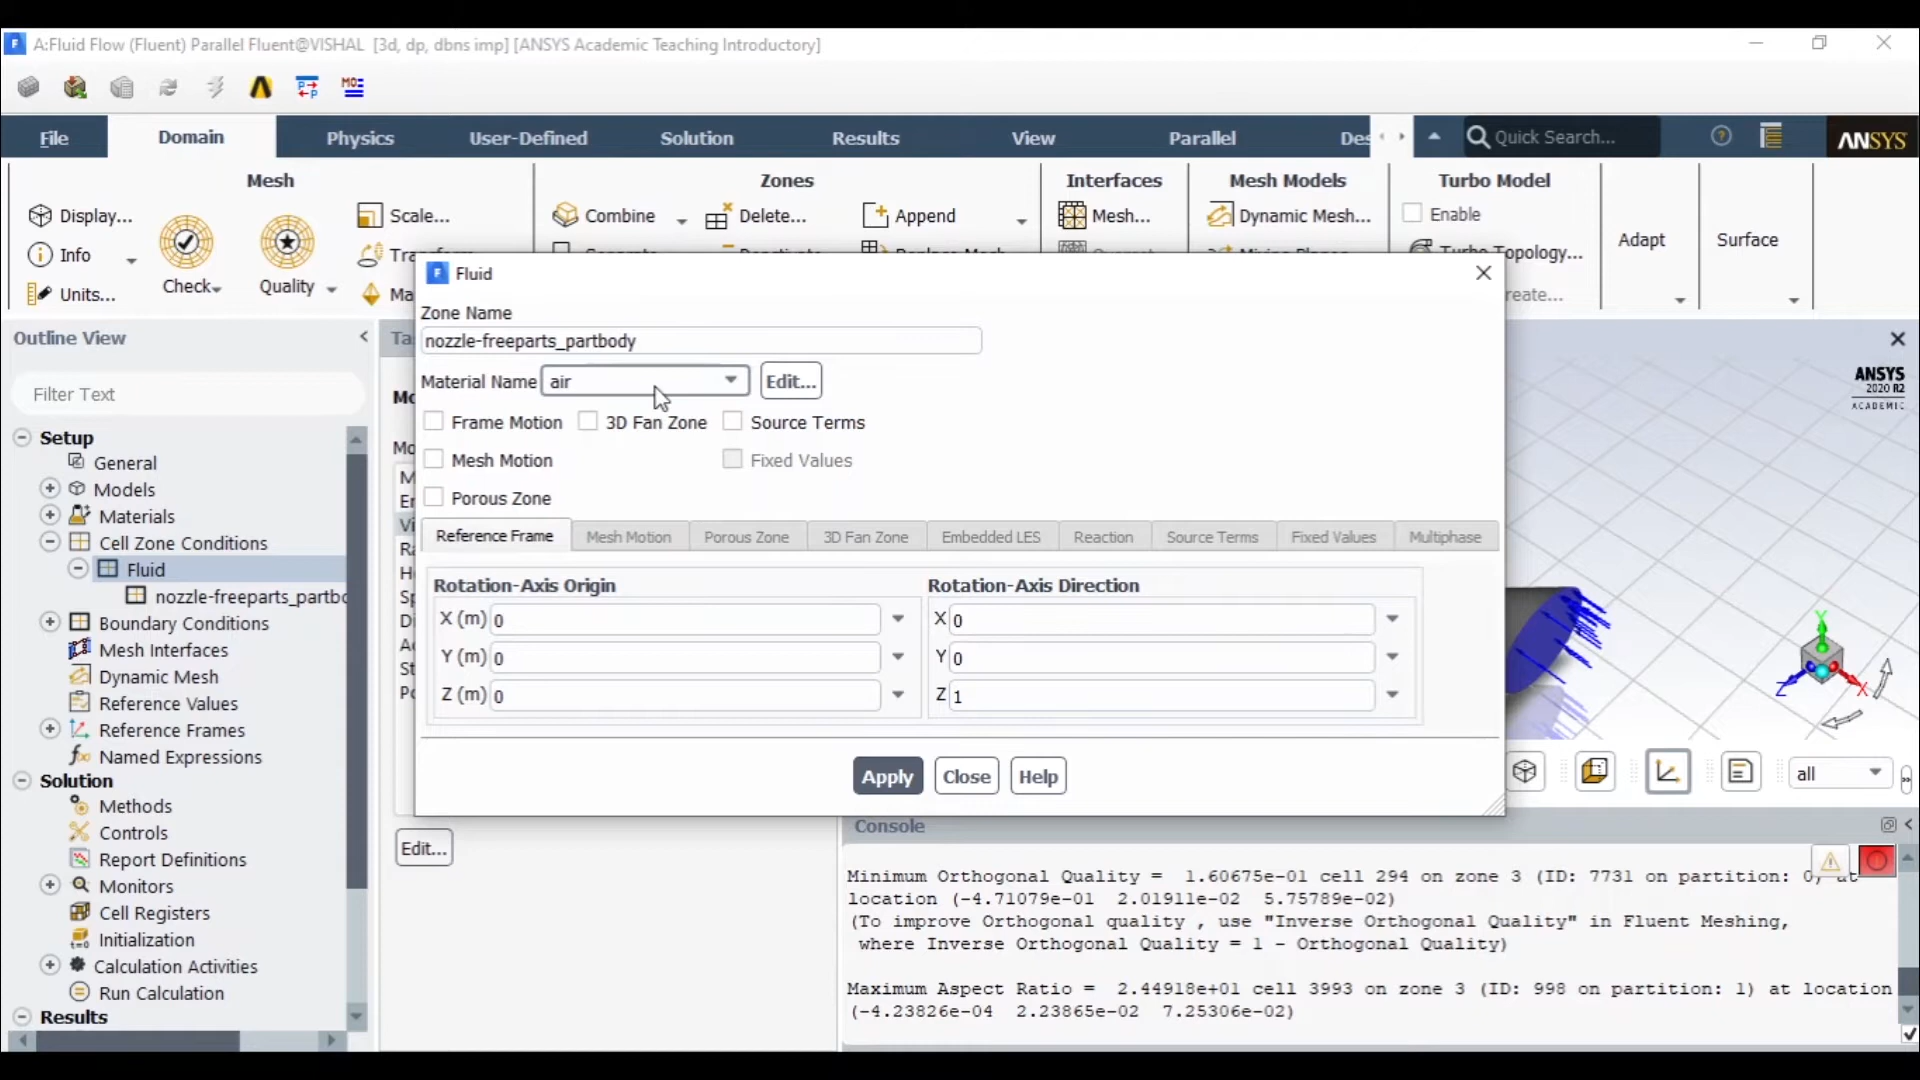 A:Fluid Flow (Fluent) Parallel Fluent@VISHAL [3d, dp, dbns imp] [ANSYS Academic Teaching Introductory]
File
Domain
Physics
User-Defined
Solution
Results
View
Parallel
Des
Quick Search...
ANSYS
Mesh
Zones
Interfaces
Mesh Models
Turbo Model
Display...
Info
Units...
Check
Quality
Scale...
Combine
Delete...
Append
Mesh...
Dynamic Mesh...
Enable
Turbo Topology...
Adapt
Surface
Fluid
Zone Name
nozzle-freeparts_partbody
Material Name air Edit...
Frame Motion 3D Fan Zone Source Terms
Mesh Motion Fixed Values
Porous Zone
Reference Frame Mesh Motion Porous Zone 3D Fan Zone Embedded LES Reaction Source Terms Fixed Values Multiphase
Rotation-Axis Origin Rotation-Axis Direction
X (m) 0 X 0
Y (m) 0 Y 0
Z (m) 0 Z 1
Apply Close Help
Outline View
Filter Text
Setup
General
Models
Materials
Cell Zone Conditions
Fluid
nozzle-freeparts_partbo
Boundary Conditions
Mesh Interfaces
Dynamic Mesh
Reference Values
Reference Frames
Named Expressions
Solution
Methods
Controls
Report Definitions
Monitors
Cell Registers
Initialization
Calculation Activities
Run Calculation
Results
Edit...
ANSYS
2020 R2
ACADEMIC
Y
Z
X
all
Console
Minimum Orthogonal Quality = 1.60675e-01 cell 294 on zone 3 (ID: 7731 on partition: 0) at
location (-4.71079e-01 2.01911e-02 5.75789e-02)
(To improve Orthogonal quality , use "Inverse Orthogonal Quality" in Fluent Meshing,
where Inverse Orthogonal Quality = 1 - Orthogonal Quality)
Maximum Aspect Ratio = 2.44918e+01 cell 3993 on zone 3 (ID: 998 on partition: 1) at location
(-4.23826e-04 2.23865e-02 7.25306e-02)